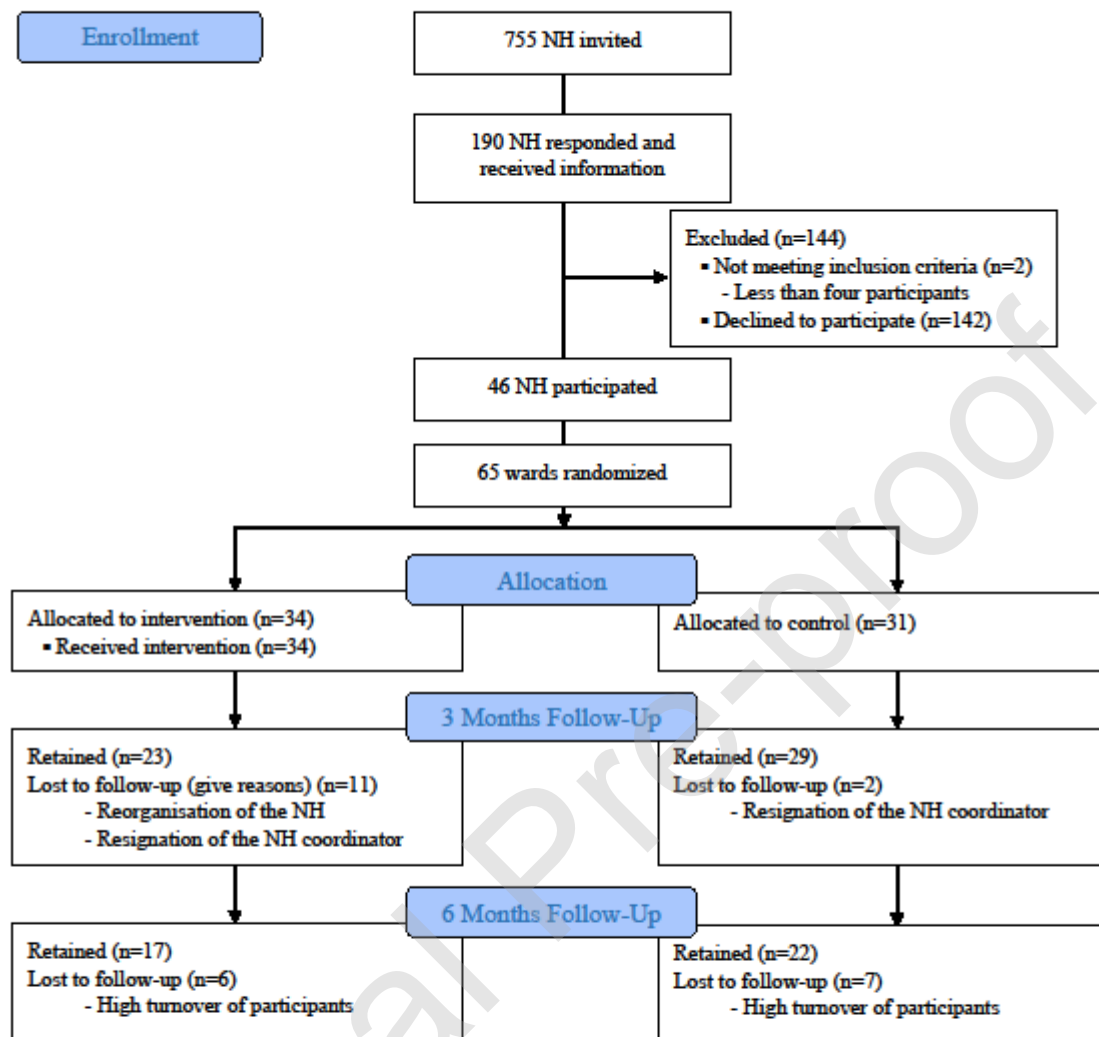 Enrollment
755 NH invited
190 NH responded and
received information
Excluded (n=144)
▪ Not meeting inclusion criteria (n=2)
- Less than four participants
▪ Declined to participate (n=142)
46 NH participated
65 wards randomized
Allocation
Allocated to intervention (n=34)
▪ Received intervention (n=34)
Allocated to control (n=31)
3 Months Follow-Up
Retained (n=23)
Lost to follow-up (give reasons) (n=11)
- Reorganisation of the NH
- Resignation of the NH coordinator
Retained (n=29)
Lost to follow-up (n=2)
- Resignation of the NH coordinator
6 Months Follow-Up
Retained (n=17)
Lost to follow-up (n=6)
- High turnover of participants
Retained (n=22)
Lost to follow-up (n=7)
- High turnover of participants
al Pre-proof